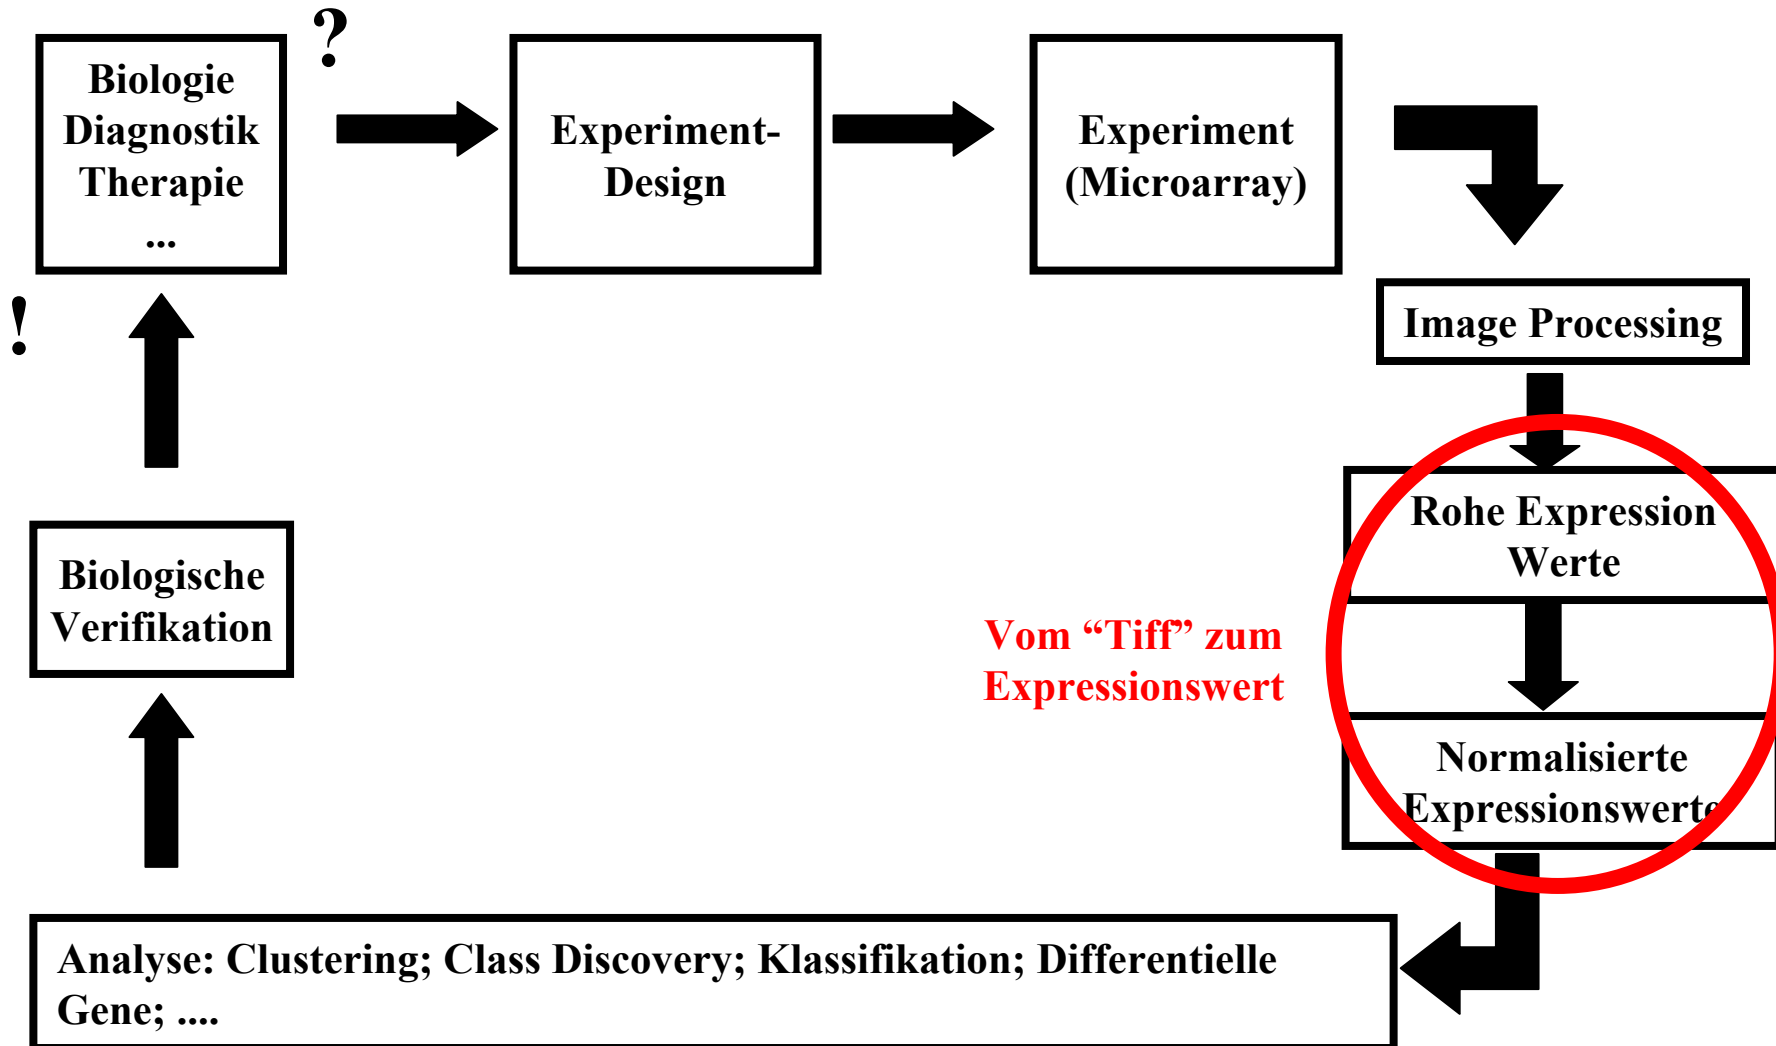 ?
Biologie
Diagnostik
Therapie
...
Experiment-
Design
Experiment
(Microarray)
!
Image Processing
Rohe Expression
Werte
Biologische
Verifikation
Vom “Tiff” zum
Expressionswert
Normalisierte
Expressionswerte
Analyse: Clustering; Class Discovery; Klassifikation; Differentielle
Gene; ....